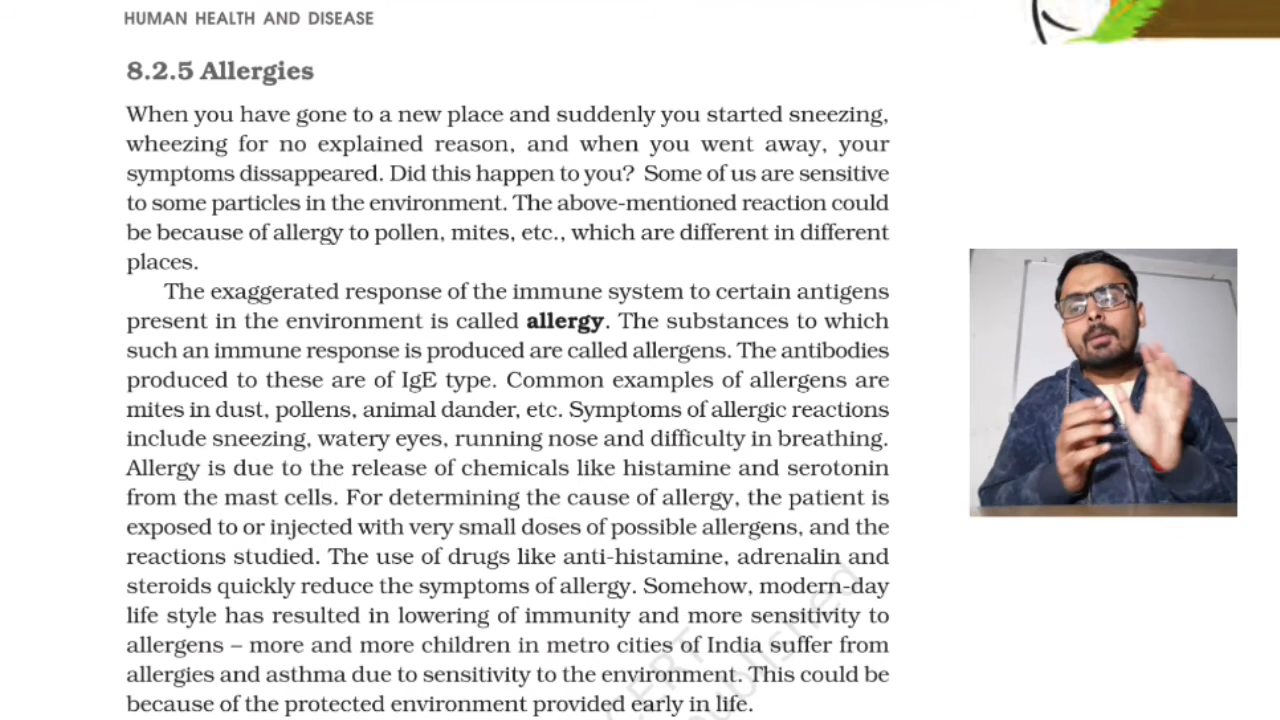 HUMAN HEALTH AND DISEASE
8.2.5 Allergies
When you have gone to a new place and suddenly you started sneezing,
wheezing for no explained reason, and when you went away, your
symptoms dissappeared. Did this happen to you? Some of us are sensitive
to some particles in the environment. The above-mentioned reaction could
be because of allergy to pollen, mites, etc., which are different in different
places.
The exaggerated response of the immune system to certain antigens
present in the environment is called allergy. The substances to which
such an immune response is produced are called allergens. The antibodies
produced to these are of IgE type. Common examples of allergens are
mites in dust, pollens, animal dander, etc. Symptoms of allergic reactions
include sneezing, watery eyes, running nose and difficulty in breathing.
Allergy is due to the release of chemicals like histamine and serotonin
from the mast cells. For determining the cause of allergy, the patient is
exposed to or injected with very small doses of possible allergens, and the
reactions studied. The use of drugs like anti-histamine, adrenalin and
steroids quickly reduce the symptoms of allergy. Somehow, modern-day
life style has resulted in lowering of immunity and more sensitivity to
allergens – more and more children in metro cities of India suffer from
allergies and asthma due to sensitivity to the environment. This could be
because of the protected environment provided early in life.
published